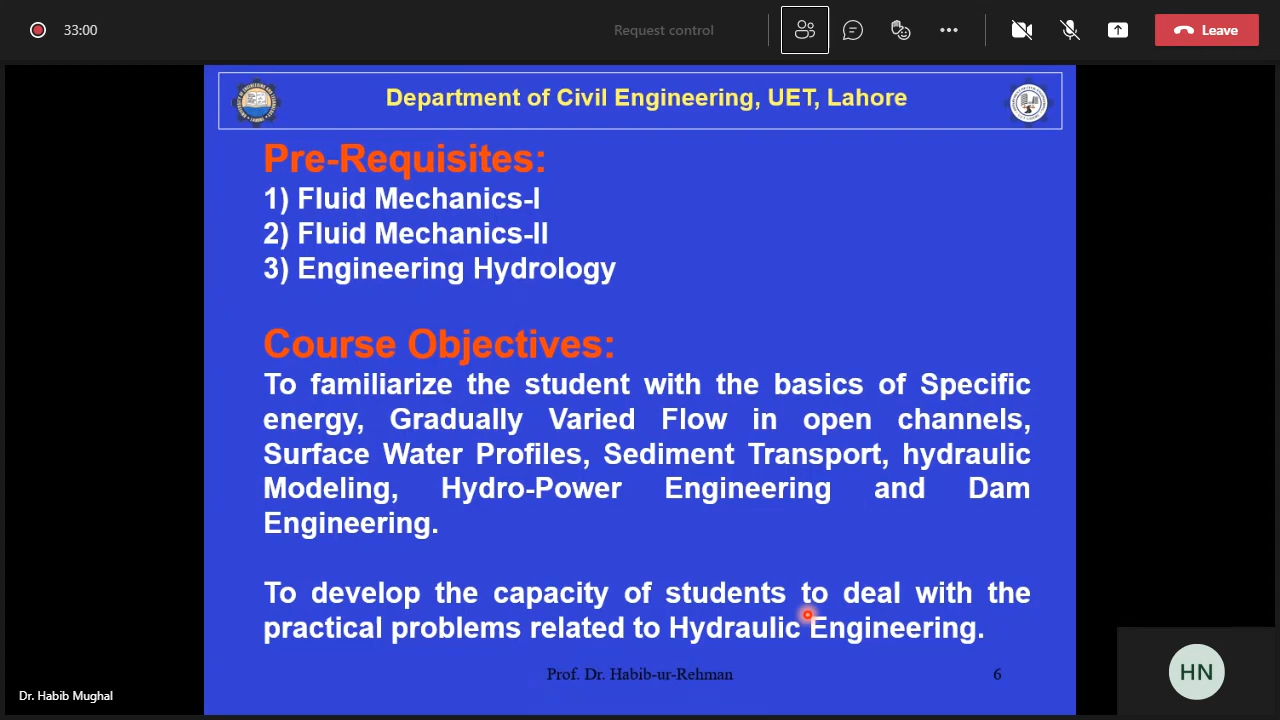 33:00
Request control
Leave
Department of Civil Engineering, UET, Lahore
Pre-Requisites:
1) Fluid Mechanics-I
2) Fluid Mechanics-II
3) Engineering Hydrology
Course Objectives:
To familiarize the student with the basics of Specific
energy, Gradually Varied Flow in open channels,
Surface Water Profiles, Sediment Transport, hydraulic
Modeling, Hydro-Power Engineering and Dam
Engineering.
To develop the capacity of students to deal with the
practical problems related to Hydraulic Engineering.
Prof. Dr. Habib-ur-Rehman
6
Dr. Habib Mughal
HN